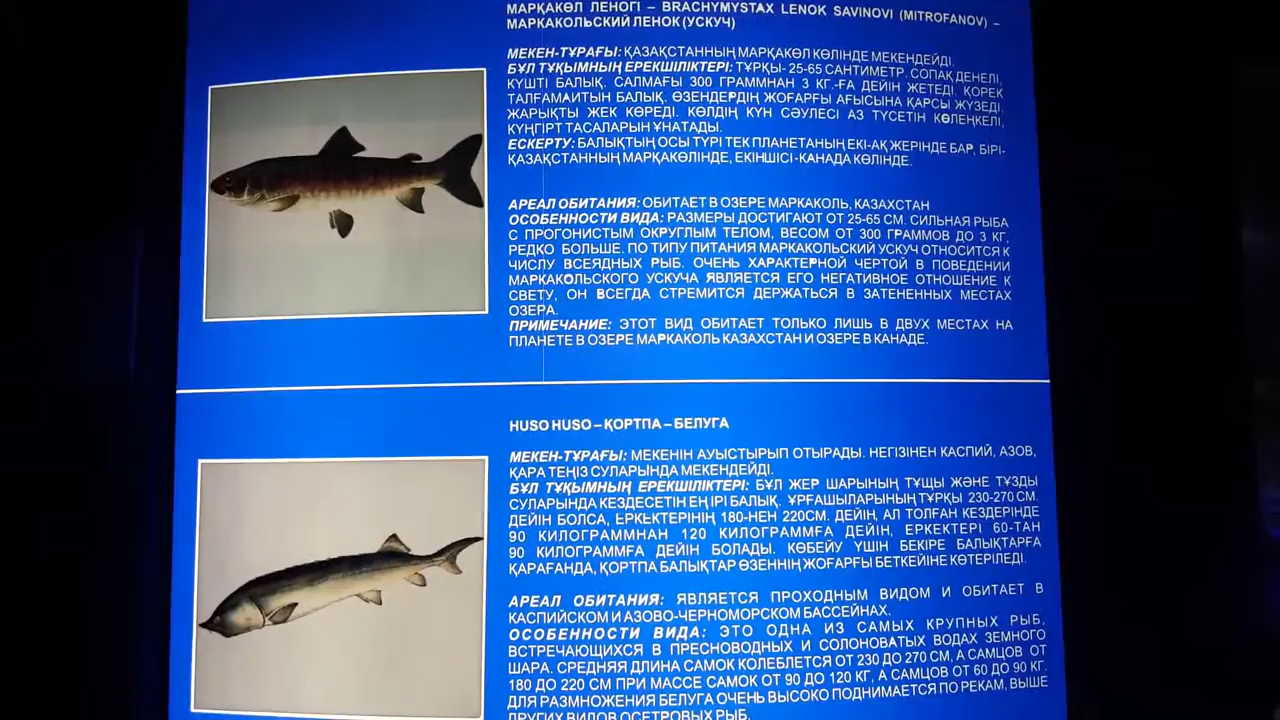 МАРҚАКӨЛ ЛЕНОГІ – BRACHYMYSTAX LENOK SAVINOVI (MITROFANOV) –
МАРКАКОЛЬСКИЙ ЛЕНОК (УСКУЧ)
МЕКЕН-ТҰРАҒЫ: ҚАЗАҚСТАННЫҢ МАРҚАКӨЛ КӨЛІНДЕ МЕКЕНДЕЙДІ.
БҰЛ ТҰҚЫМНЫҢ ЕРЕКШІЛІКТЕРІ: ТҰРҚЫ- 25-65 САНТИМЕТР. СОПАҚ ДЕНЕЛІ,
КҮШТІ БАЛЫҚ. САЛМАҒЫ 300 ГРАММНАН 3 КГ.-ҒА ДЕЙІН ЖЕТЕДІ. ҚОРЕК
ТАЛҒАМАИТЫН БАЛЫҚ. ӨЗЕНДЕРДІҢ ЖОҒАРҒЫ АҒЫСЫНА ҚАРСЫ ЖҮЗЕДІ.
ЖАРЫҚТЫ ЖЕК КӨРЕДІ. КӨЛДІҢ КҮН СӘУЛЕСІ АЗ ТҮСЕТІН КӨЛЕҢКЕЛІ,
КҮҢГІРТ ТАСАЛАРЫН ҰНАТАДЫ.
ЕСКЕРТУ: БАЛЫҚТЫҢ ОСЫ ТҮРІ ТЕК ПЛАНЕТАНЫҢ ЕКІ-АҚ ЖЕРІНДЕ БАР, БІРІ-
ҚАЗАҚСТАННЫҢ МАРҚАКӨЛІНДЕ, ЕКІНШІСІ -КАНАДА КӨЛІНДЕ.
АРЕАЛ ОБИТАНИЯ: ОБИТАЕТ В ОЗЕРЕ МАРКАКОЛЬ, КАЗАХСТАН
ОСОБЕННОСТИ ВИДА: РАЗМЕРЫ ДОСТИГАЮТ ОТ 25-65 СМ. СИЛЬНАЯ РЫБА
С ПРОГОНИСТЫМ ОКРУГЛЫМ ТЕЛОМ, ВЕСОМ ОТ 300 ГРАММОВ ДО 3 КГ,
РЕДКО БОЛЬШЕ. ПО ТИПУ ПИТАНИЯ МАРКАКОЛЬСКИЙ УСКУЧ ОТНОСИТСЯ К
ЧИСЛУ ВСЕЯДНЫХ РЫБ. ОЧЕНЬ ХАРАКТЕРНОЙ ЧЕРТОЙ В ПОВЕДЕНИИ
МАРКАКОЛЬСКОГО УСКУЧА ЯВЛЯЕТСЯ ЕГО НЕГАТИВНОЕ ОТНОШЕНИЕ К
СВЕТУ, ОН ВСЕГДА СТРЕМИТСЯ ДЕРЖАТЬСЯ В ЗАТЕНЕННЫХ МЕСТАХ
ОЗЕРА.
ПРИМЕЧАНИЕ: ЭТОТ ВИД ОБИТАЕТ ТОЛЬКО ЛИШЬ В ДВУХ МЕСТАХ НА
ПЛАНЕТЕ В ОЗЕРЕ МАРКАКОЛЬ КАЗАХСТАН И ОЗЕРЕ В КАНАДЕ.
HUSO HUSO – ҚОРТПА – БЕЛУГА
МЕКЕН-ТҰРАҒЫ: МЕКЕНІН АУЫСТЫРЫП ОТЫРАДЫ. НЕГІЗІНЕН КАСПИЙ, АЗОВ,
ҚАРА ТЕҢІЗ СУЛАРЫНДА МЕКЕНДЕЙДІ.
БҰЛ ТҰҚЫМНЫҢ ЕРЕКШІЛІКТЕРІ: БҰЛ ЖЕР ШАРЫНЫҢ ТҰЩЫ ЖӘНЕ ТҰЗДЫ
СУЛАРЫНДА КЕЗДЕСЕТІН ЕҢ ІРІ БАЛЫҚ. ҰРҒАШЫЛАРЫНЫҢ ТҰРҚЫ 230-270 СМ.
ДЕЙІН БОЛСА, ЕРКЕКТЕРІНІҢ 180-НЕН 220СМ. ДЕЙІН, АЛ ТОЛҒАН КЕЗДЕРІНДЕ
90 КИЛОГРАММНАН 120 КИЛОГРАММҒА ДЕЙІН, ЕРКЕКТЕРІ 60-ТАН
90 КИЛОГРАММҒА ДЕЙІН БОЛАДЫ. КӨБЕЙУ ҮШІН БЕКІРЕ БАЛЫҚТАРҒА
ҚАРАҒАНДА, ҚОРТПА БАЛЫҚТАР ӨЗЕННІҢ ЖОҒАРҒЫ БЕТКЕЙІНЕ КӨТЕРІЛЕДІ.
АРЕАЛ ОБИТАНИЯ: ЯВЛЯЕТСЯ ПРОХОДНЫМ ВИДОМ И ОБИТАЕТ В
КАСПИЙСКОМ И АЗОВО-ЧЕРНОМОРСКОМ БАССЕЙНАХ.
ОСОБЕННОСТИ ВИДА: ЭТО ОДНА ИЗ САМЫХ КРУПНЫХ РЫБ,
ВСТРЕЧАЮЩИХСЯ В ПРЕСНОВОДНЫХ И СОЛОНОВАТЫХ ВОДАХ ЗЕМНОГО
ШАРА. СРЕДНЯЯ ДЛИНА САМОК КОЛЕБЛЕТСЯ ОТ 230 ДО 270 СМ, А САМЦОВ ОТ
180 ДО 220 СМ ПРИ МАССЕ САМОК ОТ 90 ДО 120 КГ, А САМЦОВ ОТ 60 ДО 90 КГ.
ДЛЯ РАЗМНОЖЕНИЯ БЕЛУГА ОЧЕНЬ ВЫСОКО ПОДНИМАЕТСЯ ПО РЕКАМ, ВЫШЕ
ДРУГИХ ВИДОВ ОСЕТРОВЫХ РЫБ.